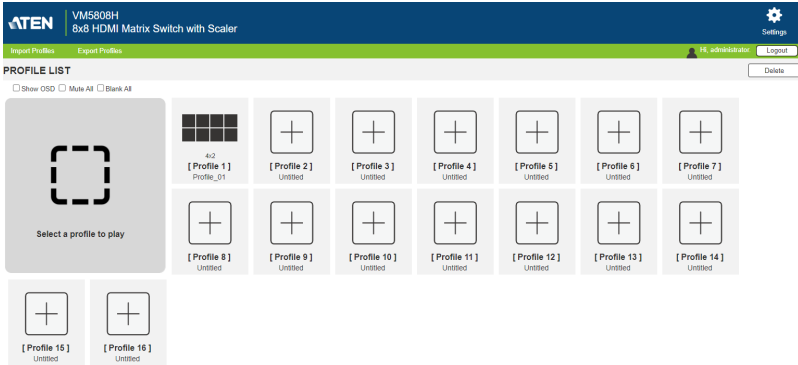 ATEN
VM5808H
8x8 HDMI Matrix Switch with Scaler
Settings
Import Profiles Export Profiles Hi, administrator. Logout
PROFILE LIST Delete
Show OSD Mute All Blank All
Select a profile to play
4x2
[ Profile 1 ] [ Profile 2 ] [ Profile 3 ] [ Profile 4 ] [ Profile 5 ] [ Profile 6 ] [ Profile 7 ]
Profile_01 Untitled Untitled Untitled Untitled Untitled Untitled
[ Profile 8 ] [ Profile 9 ] [ Profile 10 ] [ Profile 11 ] [ Profile 12 ] [ Profile 13 ] [ Profile 14 ]
Untitled Untitled Untitled Untitled Untitled Untitled Untitled
[ Profile 15 ] [ Profile 16 ]
Untitled Untitled